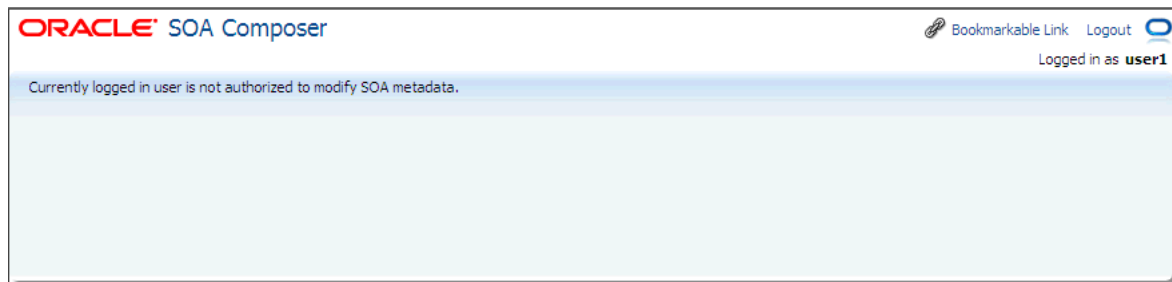 ORACLE SOA Composer
Bookmarkable Link Logout
Logged in as user1
Currently logged in user is not authorized to modify SOA metadata.